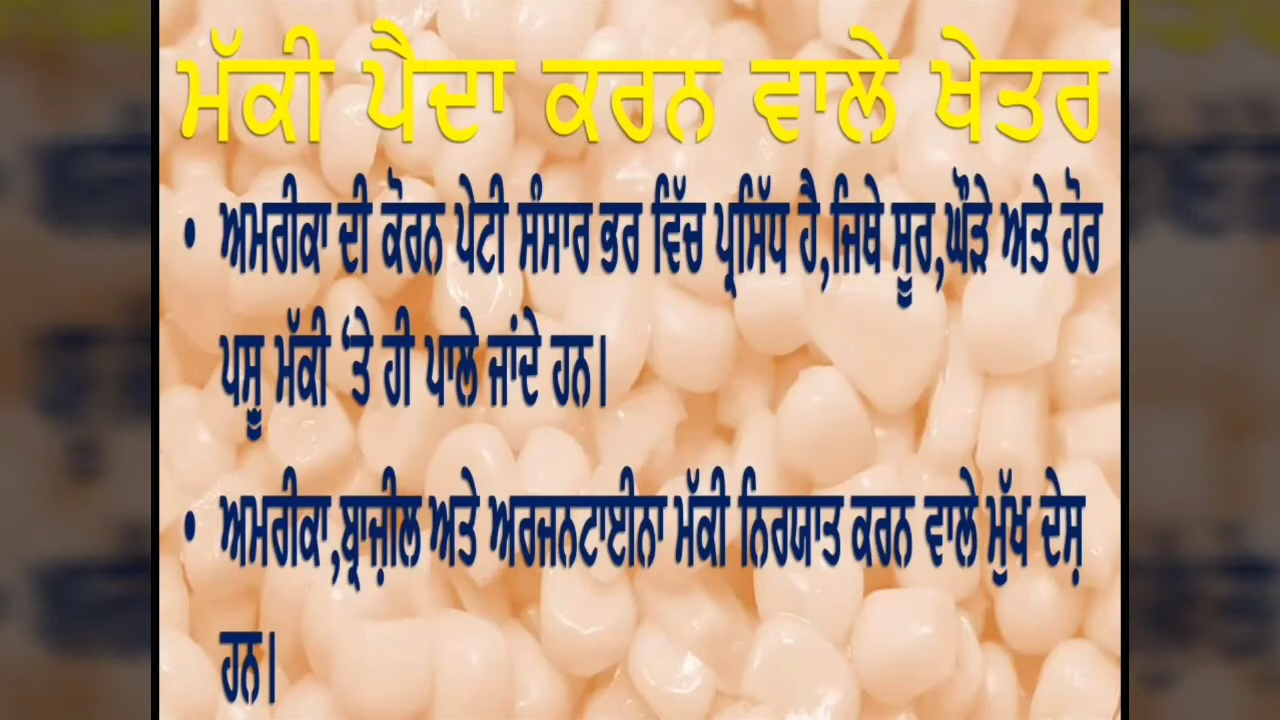 ਮੱਕੀ ਪੈਦਾ ਕਰਨ ਵਾਲੇ ਖੇਤਰ
• ਅਮਰੀਕਾ ਦੀ ਕੋਰਨ ਪੇਟੀ ਸੰਸਾਰ ਭਰ ਵਿੱਚ ਪ੍ਰਸਿੱਧ ਹੈ,ਜਿਥੇ ਸੂਰ,ਘੌੜੇ ਅਤੇ ਹੋਰ
ਪਸੂ ਮੱਕੀ ‘ਤੇ ਹੀ ਪਾਲੇ ਜਾਂਦੇ ਹਨ।
• ਅਮਰੀਕਾ,ਬ੍ਰਾਜ਼ੀਲ ਅਤੇ ਅਰਜਨਟਾਈਨਾ ਮੱਕੀ ਨਿਰਯਾਤ ਕਰਨ ਵਾਲੇ ਮੁੱਖ ਦੇਸ਼
ਹਨ।